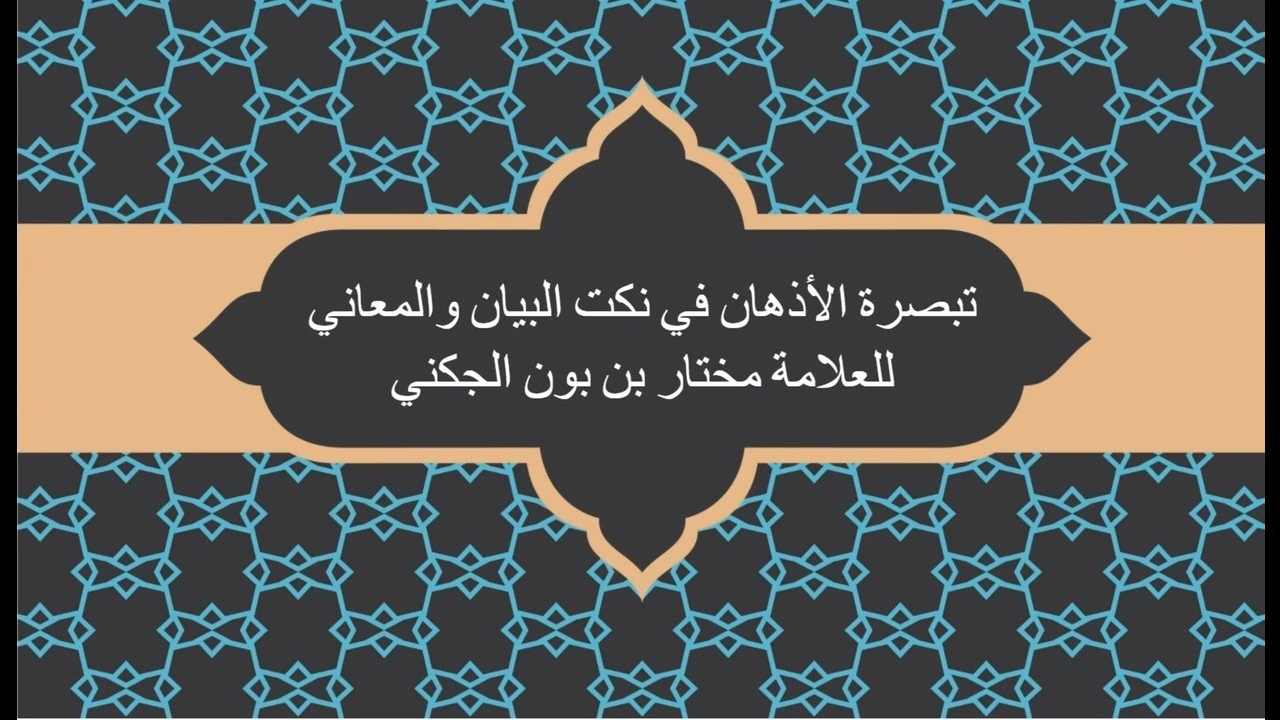 تبصرة الأذهان في نكت البيان والمعاني
للعلامة مختار بن بون الجكني